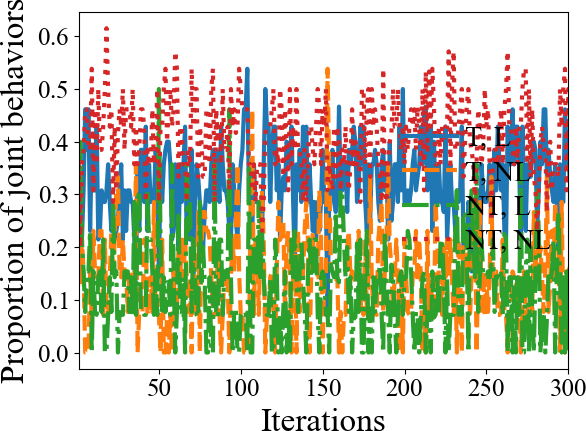 Proportion of joint behaviors
0.6
0.5
0.4
0.3
0.2
0.1
0.0
T, L
T, NL
NT, L
NT, NL
50
100
150
200
250
300
Iterations